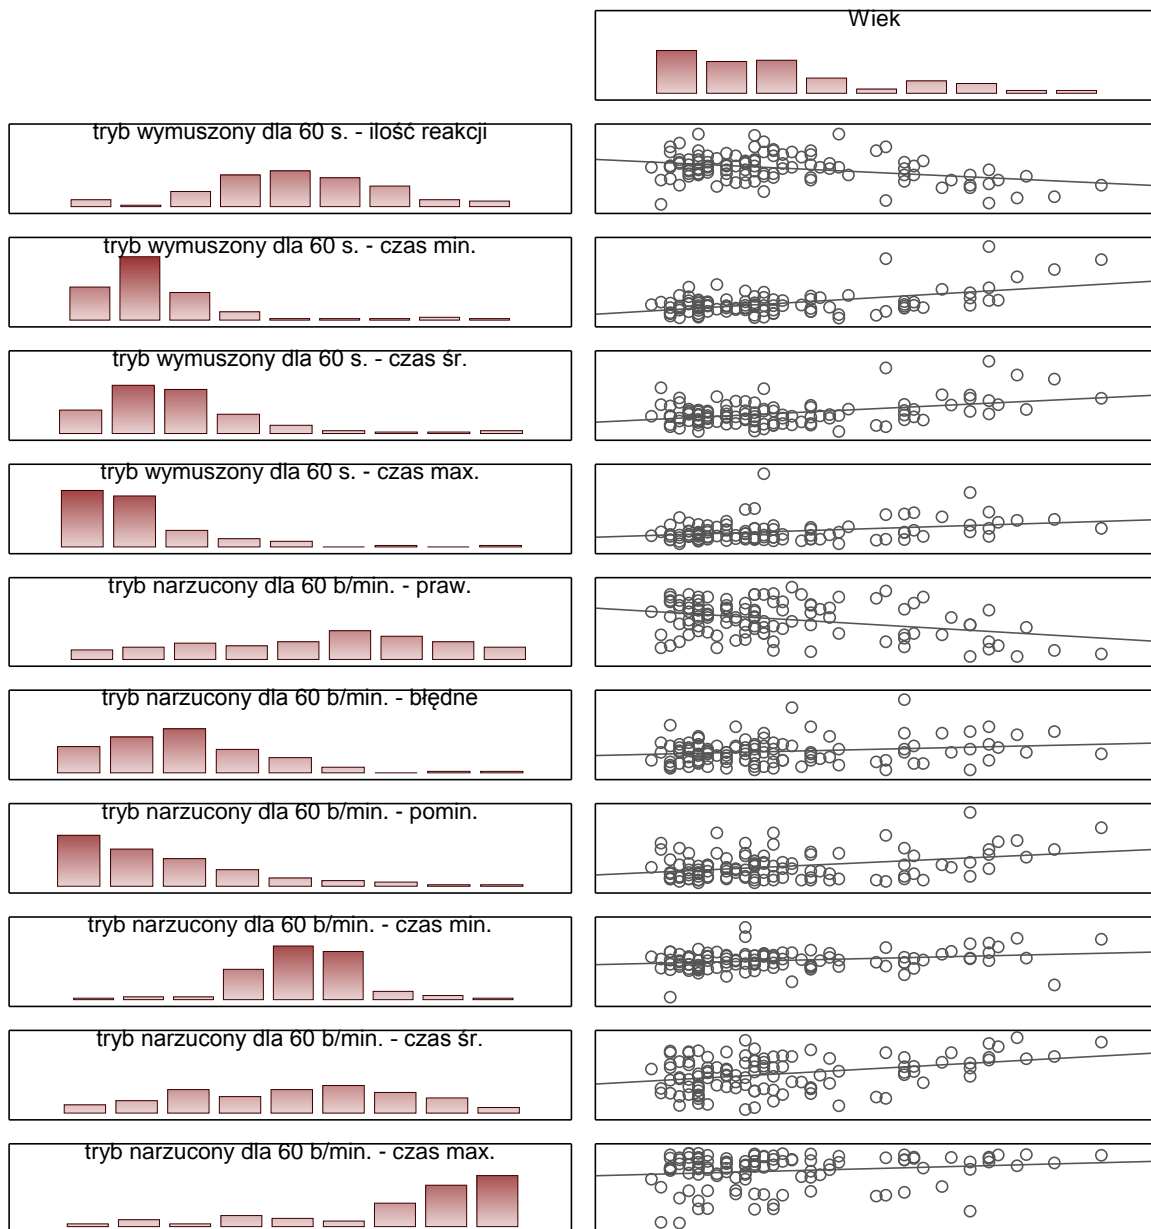 Wiek
tryb wymuszony dla 60 s. - ilość reakcji
tryb wymuszony dla 60 s. - czas min.
tryb wymuszony dla 60 s. - czas śr.
tryb wymuszony dla 60 s. - czas max.
tryb narzucony dla 60 b/min. - praw.
tryb narzucony dla 60 b/min. - błędne
tryb narzucony dla 60 b/min. - pomin.
tryb narzucony dla 60 b/min. - czas min.
tryb narzucony dla 60 b/min. - czas śr.
tryb narzucony dla 60 b/min. - czas max.